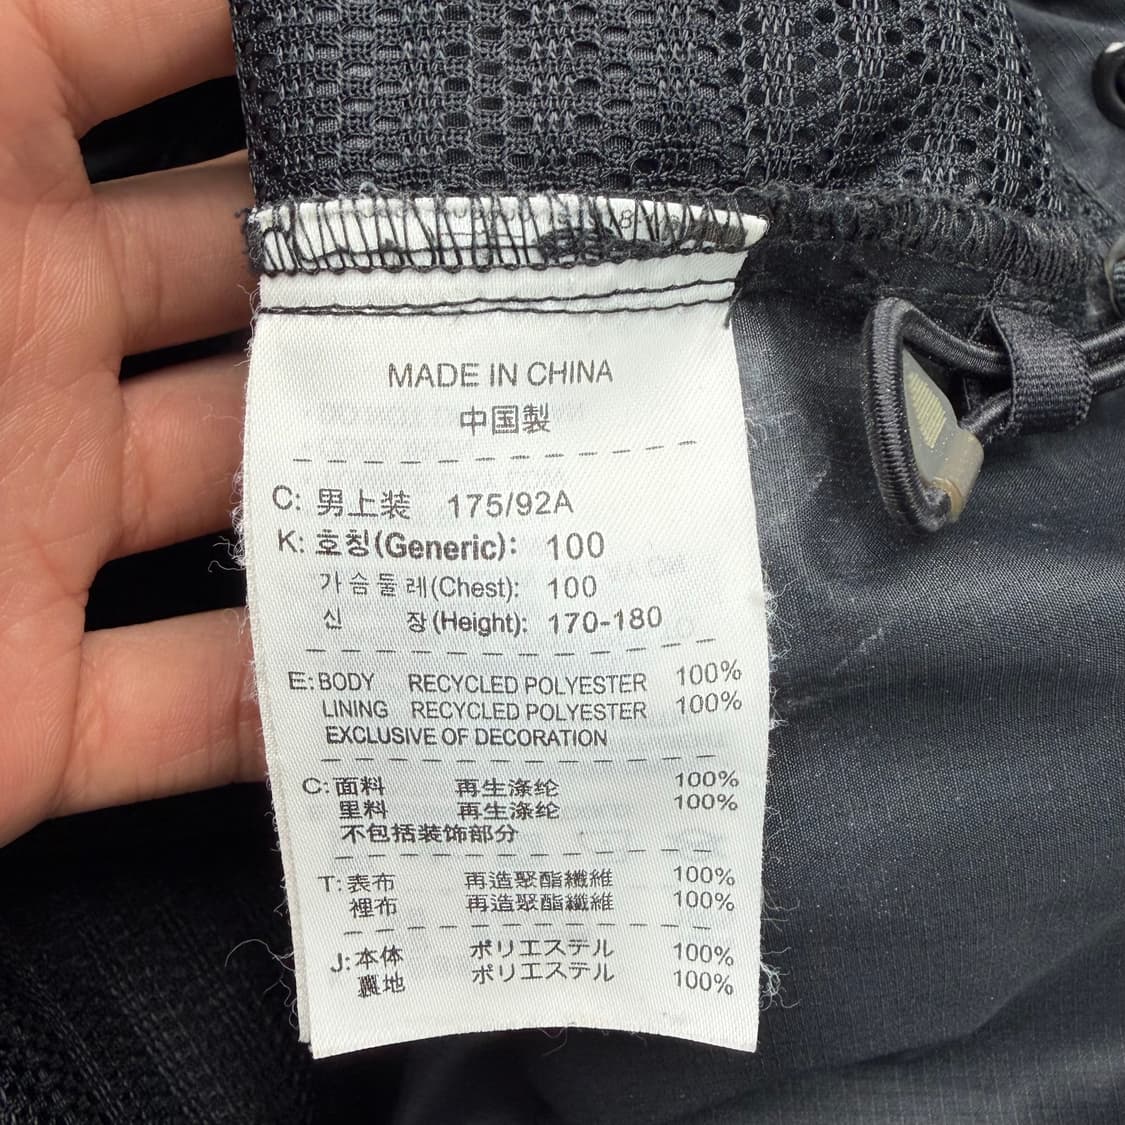 MADE IN CHINA
中国製
C: 男上装 175/92A
K: 호칭(Generic): 100
가슴둘레(Chest): 100
신 장(Height): 170-180
E: BODY RECYCLED POLYESTER 100%
LINING RECYCLED POLYESTER 100%
EXCLUSIVE OF DECORATION
C: 面料 再生涤纶 100%
里料 再生涤纶 100%
不包括装饰部分
T: 表布 再造聚酯纖維 100%
裡布 再造聚酯纖維 100%
J: 本体 ポリエステル 100%
裏地 ポリエステル 100%